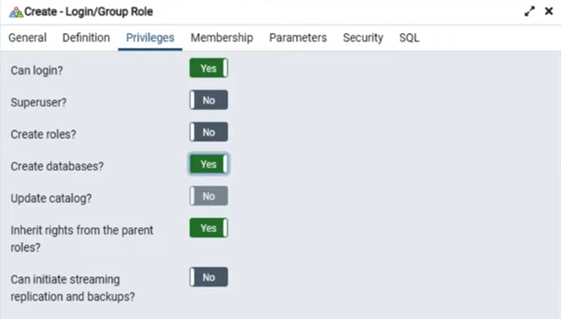 Create - Login/Group Role
General Definition Privileges Membership Parameters Security SQL
Can login? Yes
Superuser? No
Create roles? No
Create databases? Yes
Update catalog? No
Inherit rights from the parent Yes
roles?
Can initiate streaming No
replication and backups?